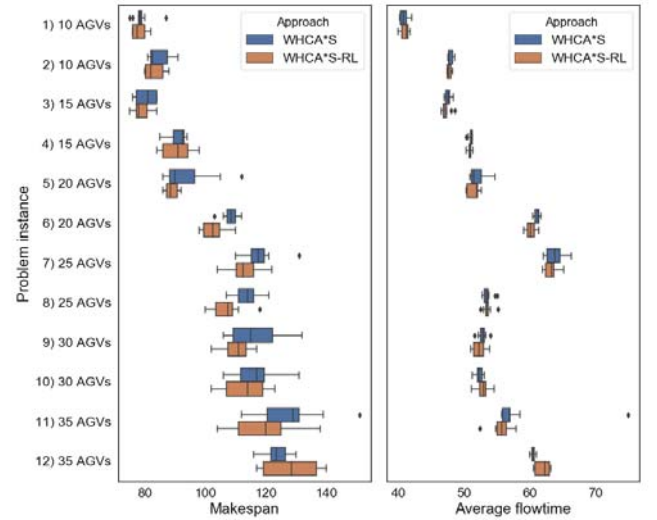 Problem instance
1) 10 AGVs
2) 10 AGVs
3) 15 AGVs
4) 15 AGVs
5) 20 AGVs
6) 20 AGVs
7) 25 AGVs
8) 25 AGVs
9) 30 AGVs
10) 30 AGVs
11) 35 AGVs
12) 35 AGVs
Approach
WHCA*S
WHCA*S-RL
80 100 120 140
Makespan
Approach
WHCA*S
WHCA*S-RL
40 50 60 70
Average flowtime